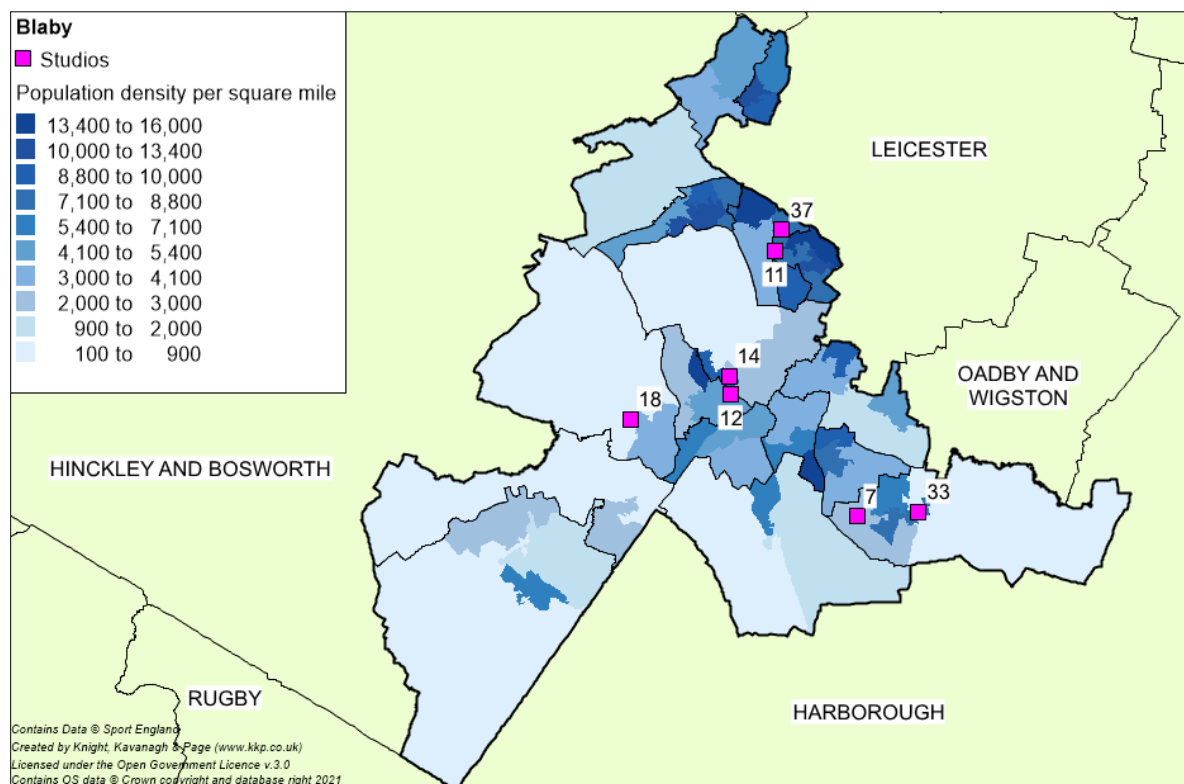 Blaby
Studios
Population density per square mile
13,400 to 16,000
10,000 to 13,400
8,800 to 10,000
7,100 to 8,800
5,400 to 7,100
4,100 to 5,400
3,000 to 4,100
2,000 to 3,000
900 to 2,000
100 to 900
LEICESTER
37
11
14
OADBY AND
WIGSTON
18
12
HINCKLEY AND BOSWORTH
7
33
RUGBY
HARBOROUGH
Contains Data ® Sport England
Created by Knight, Kavanagh & Page (www.kkp.co.uk)
Licensed under the Open Government Licence v.3.0
Contains OS data ® Crown copyright and database right 2021